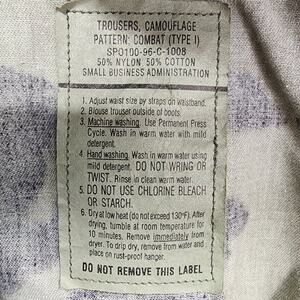 TROUSERS, CAMOUFLAGE
PATTERN: COMBAT (TYPE I)
SPO100-96-C-1008
50% NYLON 50% COTTON
SMALL BUSINESS ADMINISTRATION
1. Adjust waist size by straps on waistband.
2. Blouse trouser outside of boots.
3. Machine washing. Use Permanent Press
Cycle. Wash in warm water with mild
detergent.
4. Hand washing. Wash in warm water using
mild detergent. DO NOT WRING OR
TWIST. Rinse in clean warm water.
5. DO NOT USE CHLORINE BLEACH
OR STARCH.
6. Dry at low heat (do not exceed 130°F). After
drying, tumble at room temperature for
10 minutes. Remove immediately from
dryer. To drip dry, remove from water and
place on rust-proof hanger.
DO NOT REMOVE THIS LABEL